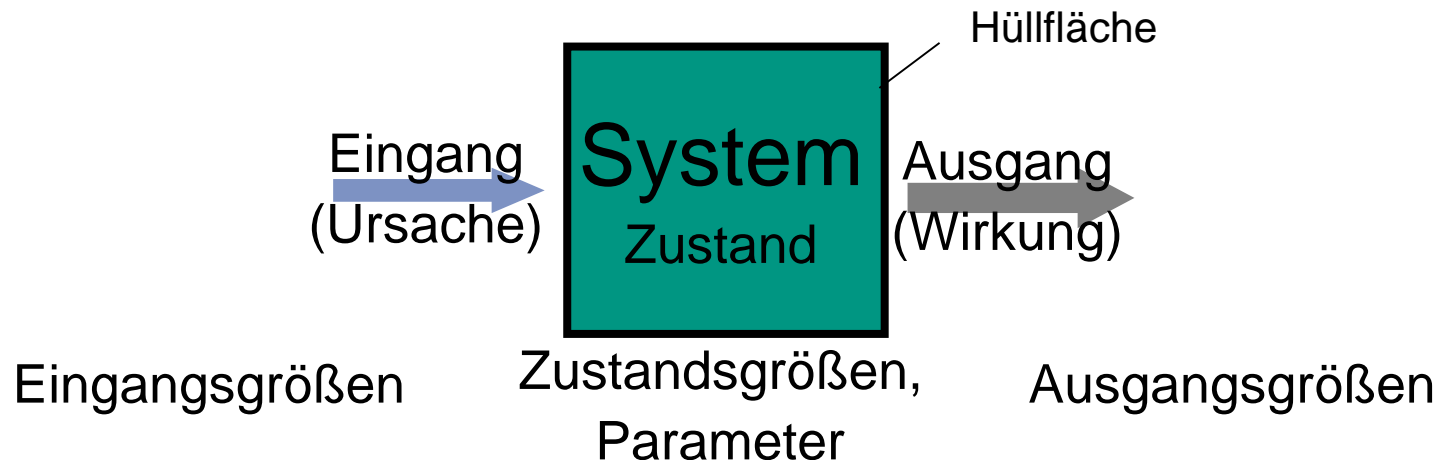 Hüllfläche
Eingang
(Ursache)
System
Zustand
Ausgang
(Wirkung)
Eingangsgrößen
Zustandsgrößen,
Parameter
Ausgangsgrößen